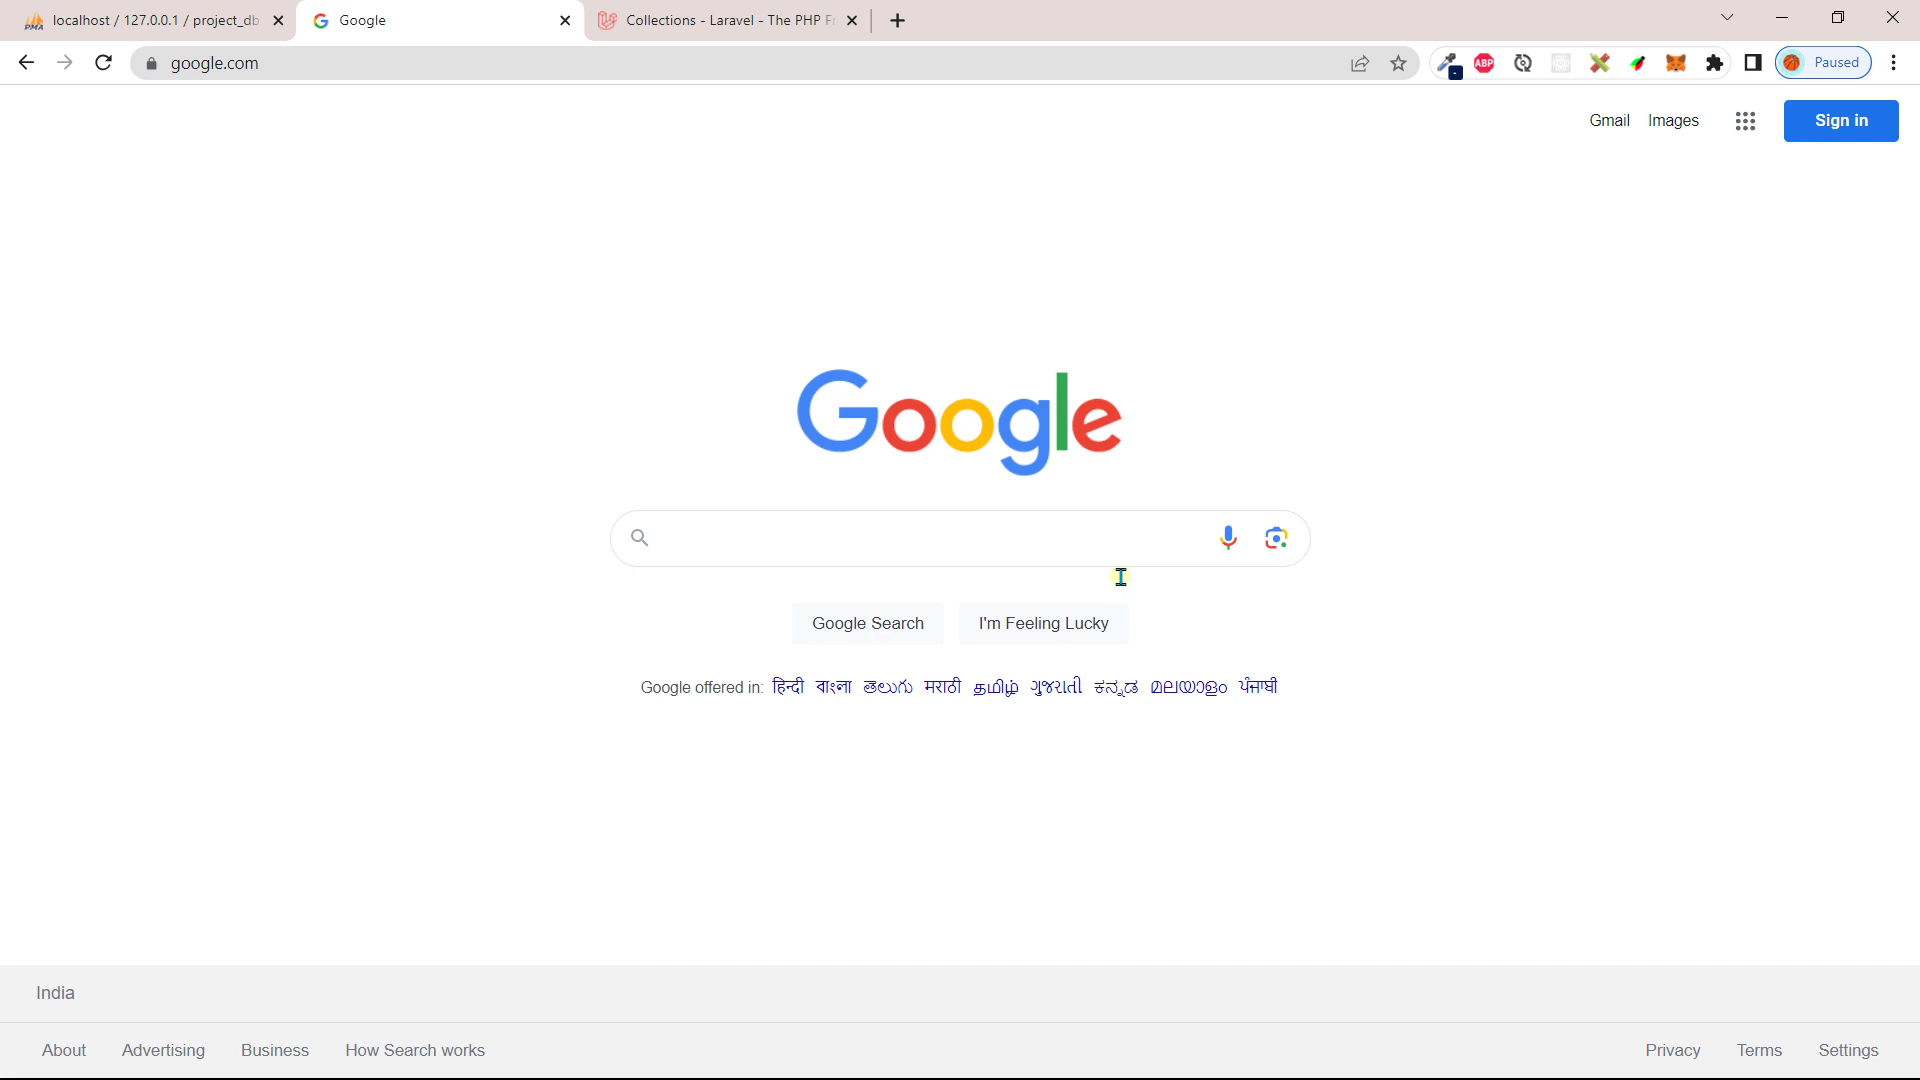 localhost / 127.0.0.1 / project_db
Google
Collections - Laravel - The PHP
google.com
ABP
Paused
Gmail Images
Sign in
Google
Google Search I'm Feeling Lucky
Google offered in: हिन्दी বাংলা తెలుగు मराठी தமிழ் ગુજરાતી ಕನ್ನಡ മലയാളം ਪੰਜਾਬੀ
India
About Advertising Business How Search works Privacy Terms Settings